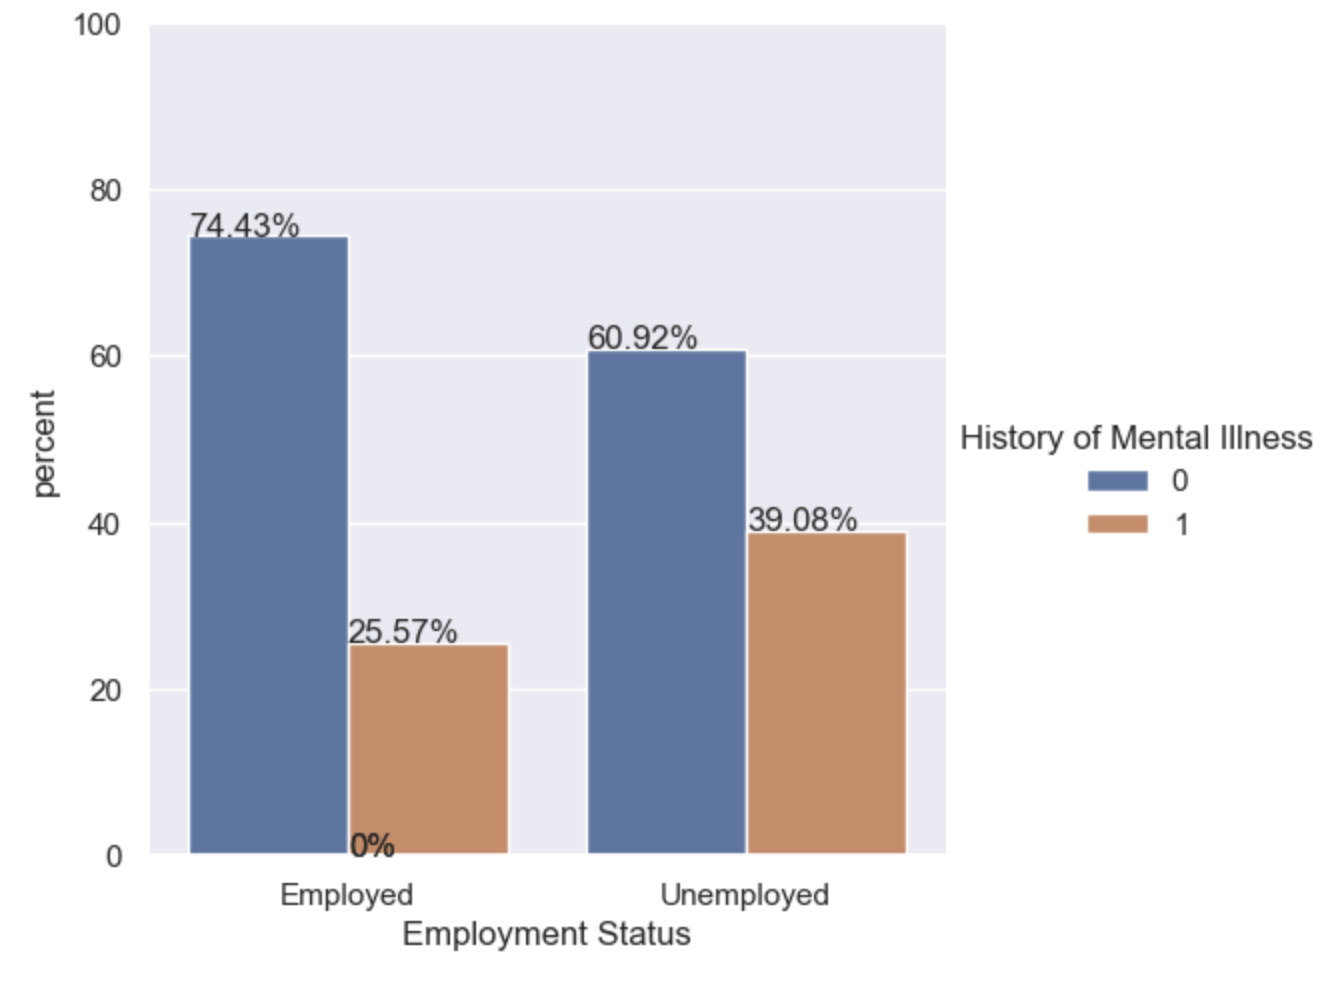 100
80
60
40
20
0
percent
74.43%
25.57%
0%
60.92%
39.08%
Employed
Unemployed
Employment Status
History of Mental Illness
0
1